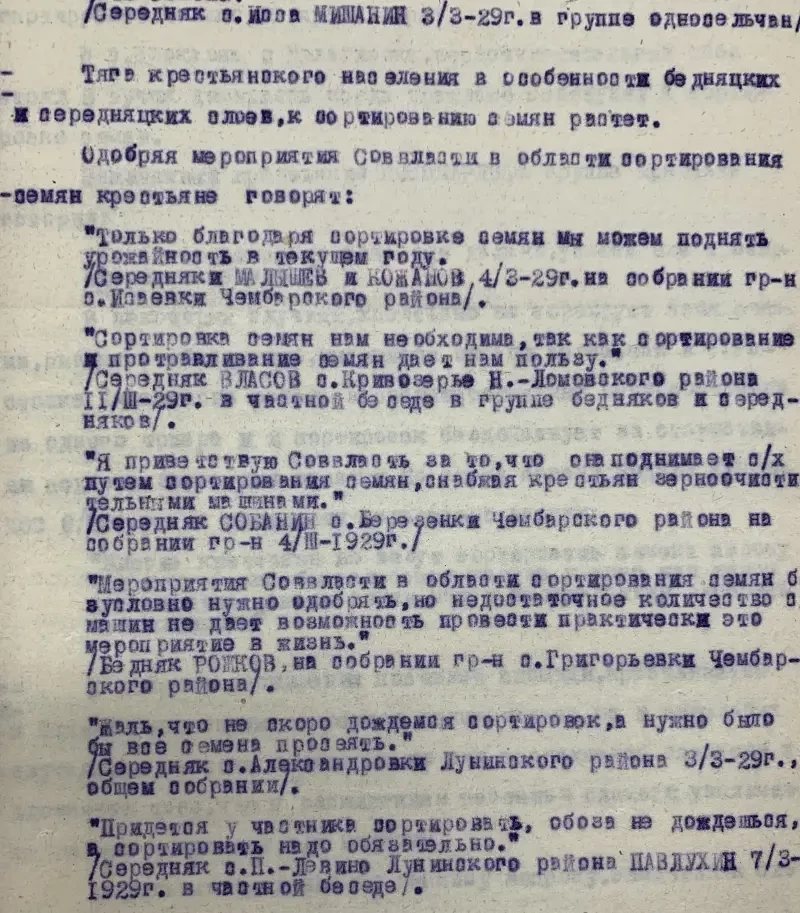 /Середняк с.Исса МИШАНИН 3/3-29г.в группе односельчан/
- Тяга крестьянского населения в особенности бедняцких
и середняцких слоев,к сортированию семян растет.
Одобряя мероприятия Соввласти в области сортирования
-семян крестьяне говорят:
"Только благодаря сортировке семян мы можем поднять
урожайность в текущем году.
/Середняки МАЛЫШЕВ и КОЖАНОВ 4/3-29г.на собрании гр-н
с.Исаевки Чембарского района/.
"Сортировка семян нам необходима,так как сортирование
и протравливание семян дает нам пользу."
/Середняк ВЛАСОВ с.Кривозерье Н.-Ломовского района
II/Ш-29г. в частной беседе в группе бедняков и серед-
няков/.
"Я приветствую Соввласть за то,что она поднимает с/х
путем сортирования семян,снабжая крестьян зерноочисти
тельными машинами."
/Середняк СОБАНИН с.Березенки Чембарского района на
собрании гр-н 4/Ш-1929г./
"Мероприятия Соввласти в области сортирования семян б
зусловно нужно одобрять,но недостаточное количество с
машин не дает возможность провести практически это
мероприятие в жизнь."
/Бедняк РОЖКОВ,на собрании гр-н с.Григорьевки Чембар-
ского района/.
"Жаль,что не скоро дождемся сортировок,а нужно было
бы все семена просеять."
/Середняк с.Александровки Лунинского района 3/3-29г.,
общем собрании/.
"Придется у частника сортировать, обоза не дождешься,
а сортировать надо обязательно."
/Середняк с.П.-Левино Лунинского района ПАВЛУХИН 7/3-
1929г. в частной беседе/.